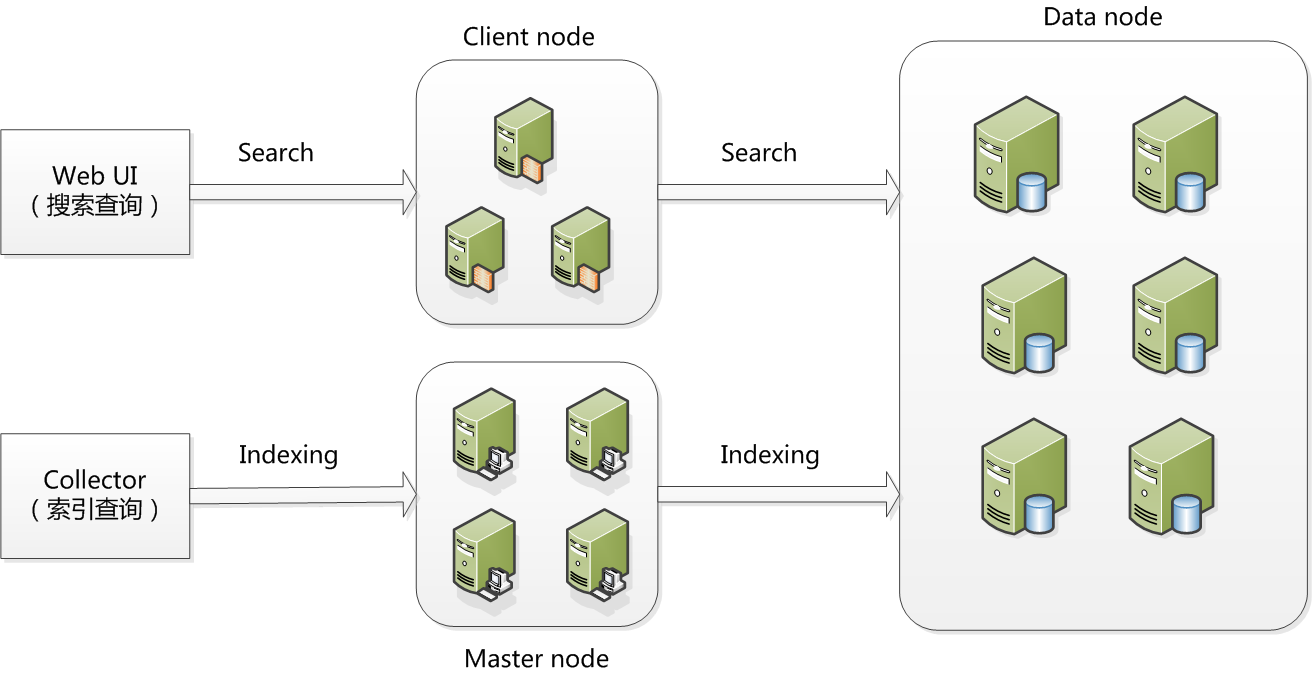 Data node
Client node
Search
Search
Web UI
（搜索查询）
Indexing
Indexing
Collector
（索引查询）
Master node